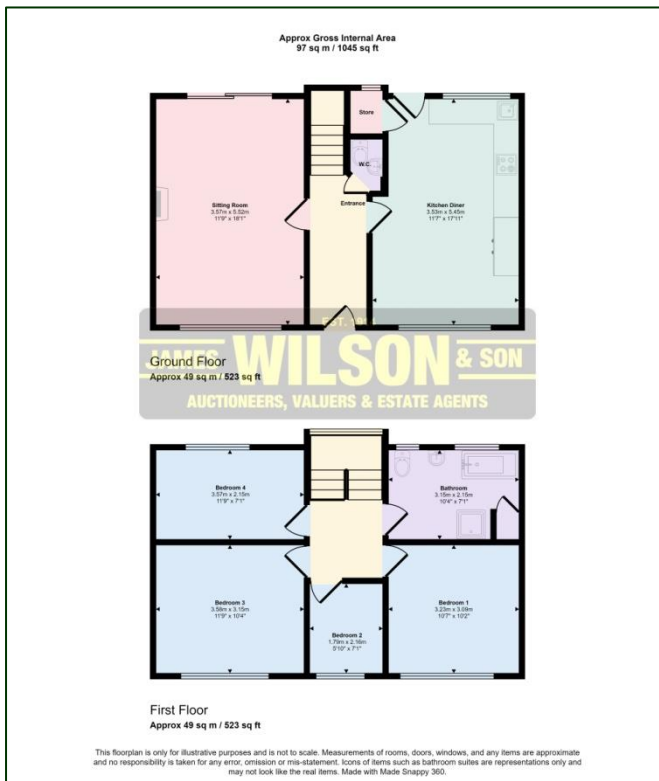 Approx Gross Internal Area
97 sq m / 1045 sq ft
Store
W.C.
Sitting Room
3.57m x 5.52m
11'9" x 18'1"
Entrance
Kitchen Diner
3.53m x 5.45m
11'7" x 17'11"
Ground Floor
Approx 49 sq m / 523 sq ft
JAMES WILSON & SON
AUCTIONEERS, VALUERS & ESTATE AGENTS
Bedroom 4
3.57m x 2.15m
11'9" x 7'1"
Bathroom
3.15m x 2.15m
10'4" x 7'1"
Bedroom 3
3.58m x 3.15m
11'9" x 10'4"
Bedroom 2
1.79m x 2.16m
5'10" x 7'1"
Bedroom 1
3.23m x 3.09m
10'7" x 10'2"
First Floor
Approx 49 sq m / 523 sq ft
This floorplan is only for illustrative purposes and is not to scale. Measurements of rooms, doors, windows, and any items are approximate
and no responsibility is taken for any error, omission or mis-statement. Icons of items such as bathroom suites are representations only and
may not look like the real items. Made with Made Snappy 360.